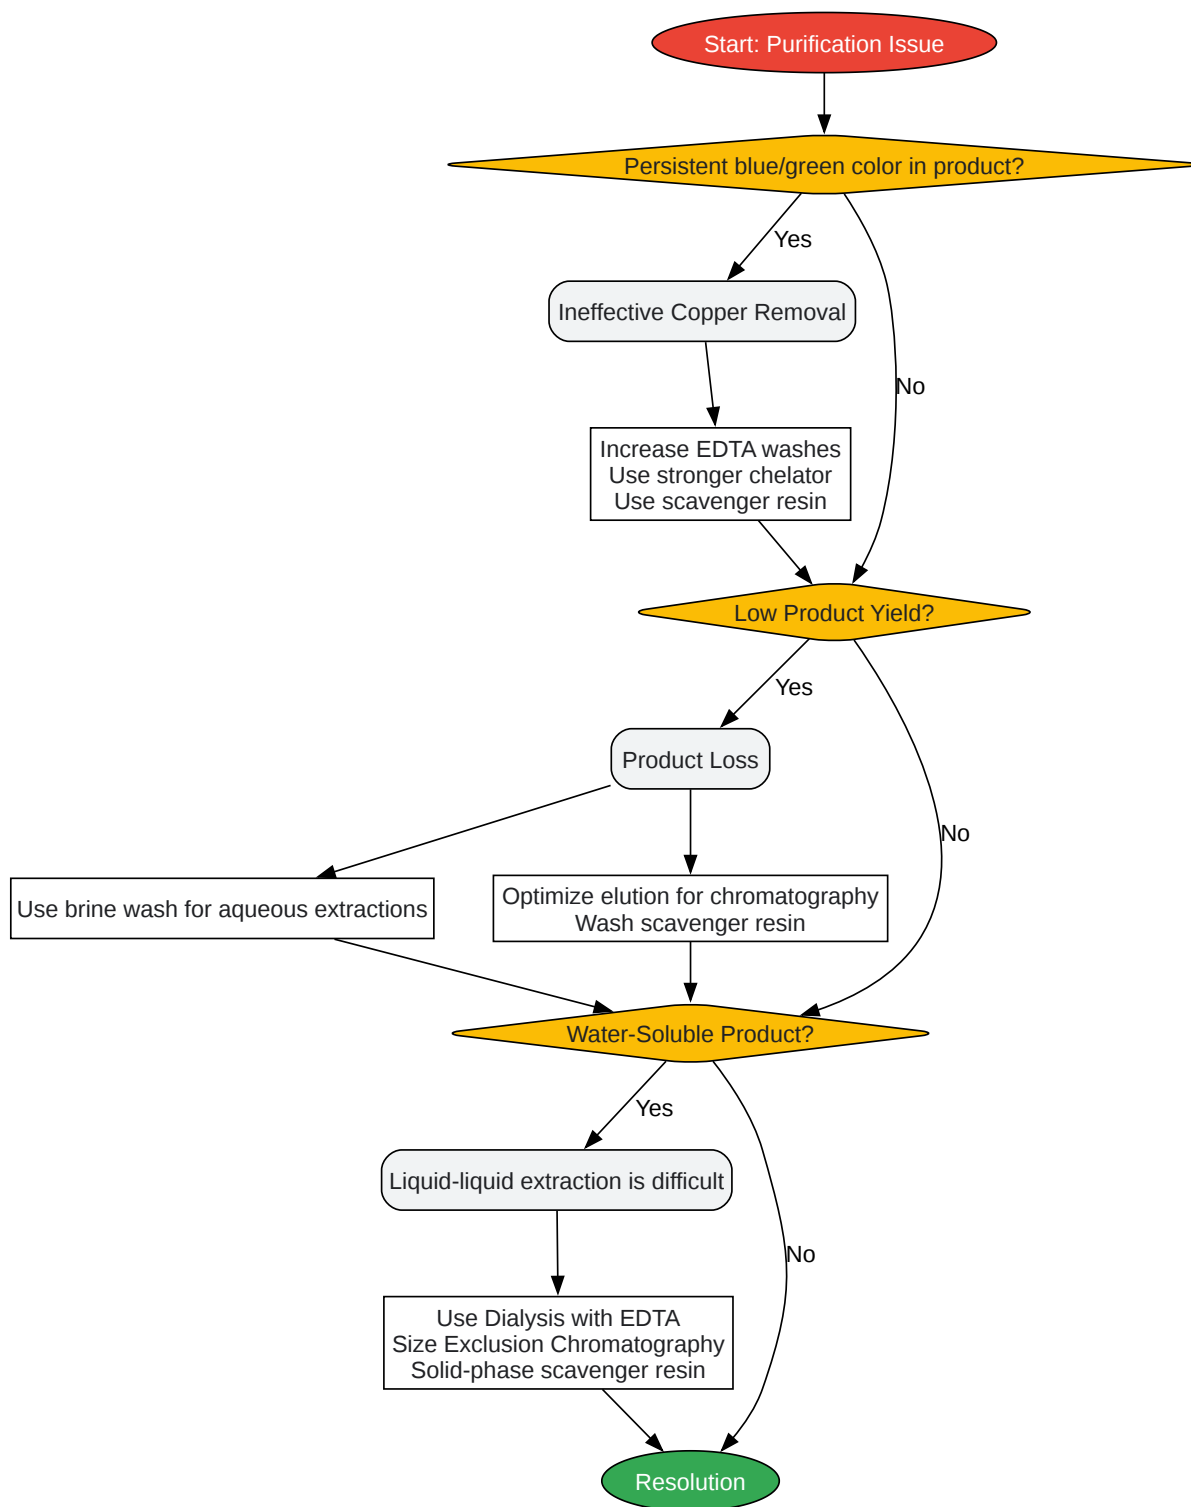 Start: Purification Issue
Persistent blue/green color in product?
Yes
Ineffective Copper Removal
No
Increase EDTA washes
Use stronger chelator
Use scavenger resin
Low Product Yield?
Yes
Product Loss
No
Use brine wash for aqueous extractions
Optimize elution for chromatography
Wash scavenger resin
Water-Soluble Product?
Yes
Liquid-liquid extraction is difficult
No
Use Dialysis with EDTA
Size Exclusion Chromatography
Solid-phase scavenger resin
Resolution